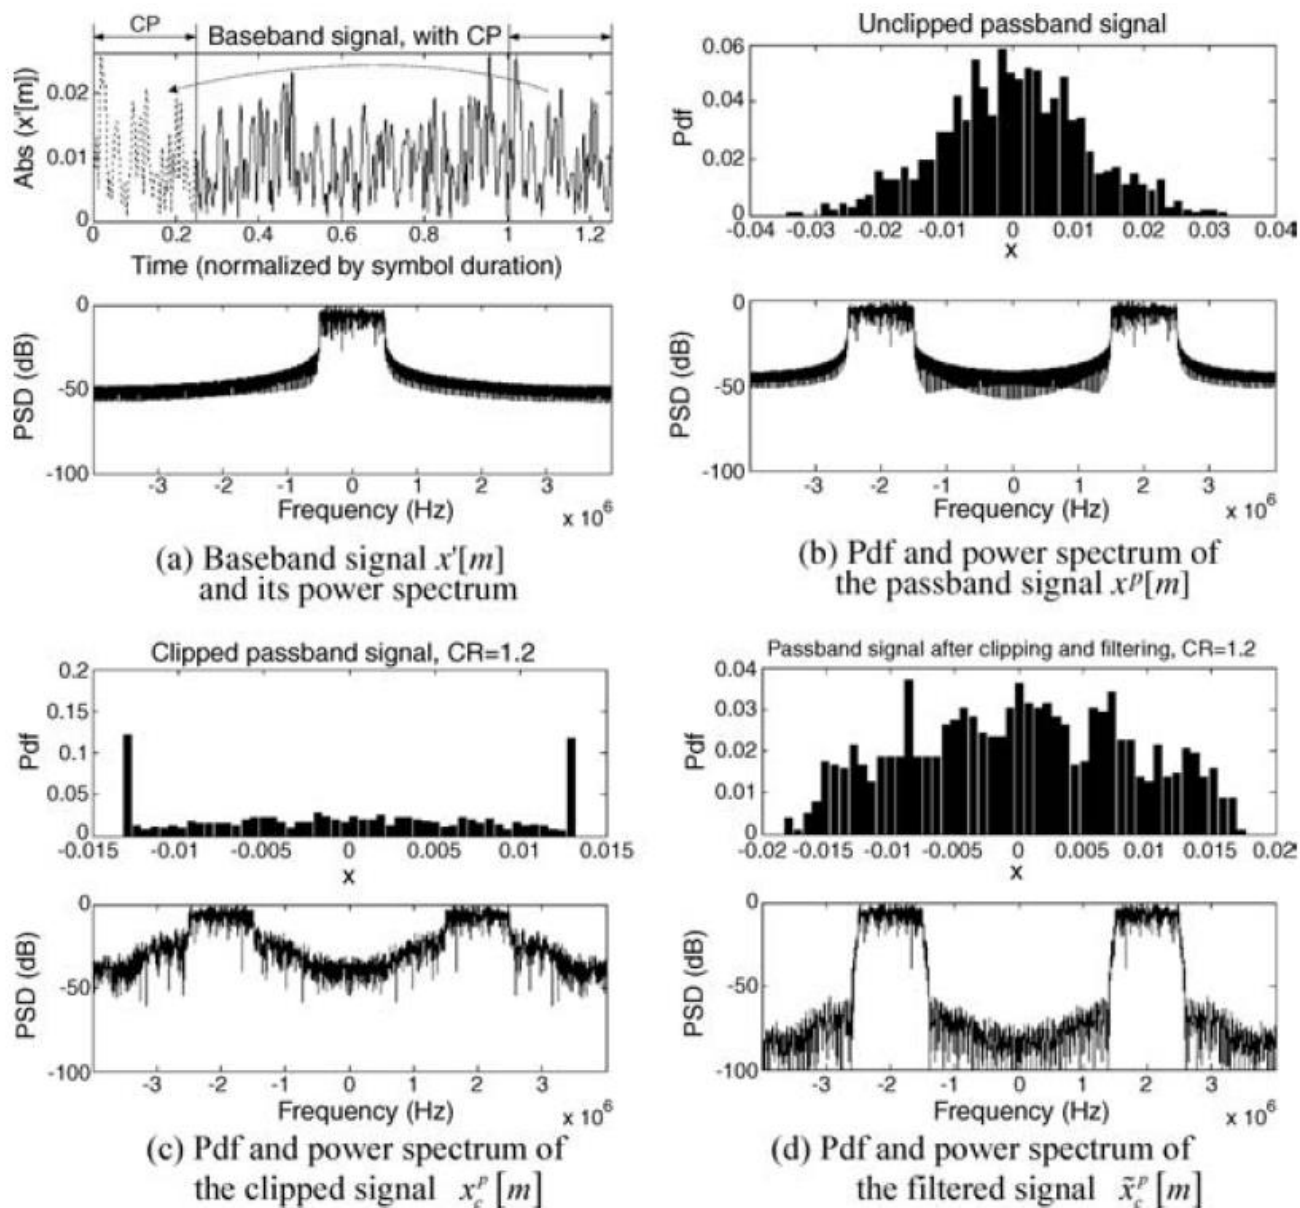 CP
Baseband signal, with CP
Abs (x'[m])
0.02
0.01
0
0 0.2 0.4 0.6 0.8 1 1.2
Time (normalized by symbol duration)
PSD (dB)
0
-50
-100
-3 -2 -1 0 1 2 3
Frequency (Hz)
x 10^6
(a) Baseband signal x'[m]
and its power spectrum
Unclipped passband signal
Pdf
0.06
0.04
0.02
0
-0.04 -0.03 -0.02 -0.01 0 0.01 0.02 0.03 0.04
x
PSD (dB)
0
-50
-100
-3 -2 -1 0 1 2 3
Frequency (Hz)
x 10^6
(b) Pdf and power spectrum of
the passband signal x^p[m]
Clipped passband signal, CR=1.2
Pdf
0.2
0.15
0.1
0.05
0
-0.015 -0.01 -0.005 0 0.005 0.01 0.015
x
PSD (dB)
0
-50
-100
-3 -2 -1 0 1 2 3
Frequency (Hz)
x 10^6
(c) Pdf and power spectrum of
the clipped signal x_c^p[m]
Passband signal after clipping and filtering, CR=1.2
Pdf
0.04
0.03
0.02
0.01
0
-0.02 -0.015 -0.01 -0.005 0 0.005 0.01 0.015 0.02
x
PSD (dB)
0
-50
-100
-3 -2 -1 0 1 2 3
Frequency (Hz)
x 10^6
(d) Pdf and power spectrum of
the filtered signal x̃_c^p[m]